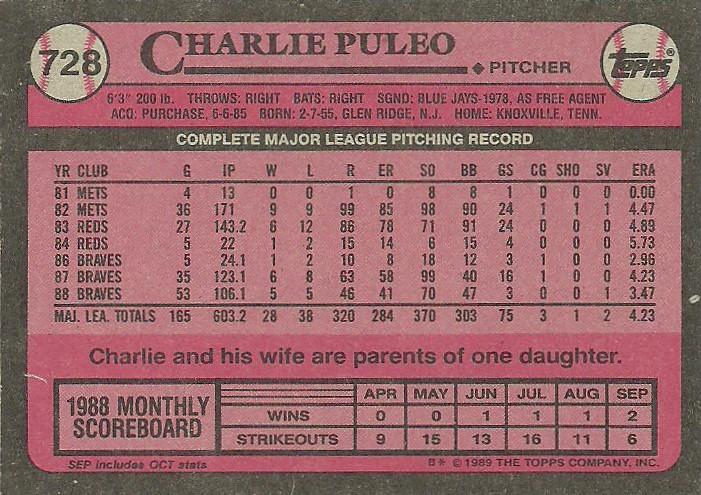 728 CHARLIE PULEO TOPPS®
◆ PITCHER
6'3" 200 lb. THROWS: RIGHT BATS: RIGHT SGND: BLUE JAYS-1978, AS FREE AGENT
ACQ: PURCHASE, 6-6-85 BORN: 2-7-55, GLEN RIDGE, N.J. HOME: KNOXVILLE, TENN.
COMPLETE MAJOR LEAGUE PITCHING RECORD
YR CLUB G IP W L R ER SO BB GS CG SHO SV ERA
81 METS 4 13 0 0 1 0 8 8 1 0 0 0 0.00
82 METS 36 171 9 9 99 85 98 90 24 1 1 1 4.47
83 REDS 27 143.2 6 12 86 78 71 91 24 0 0 0 4.89
84 REDS 5 22 1 2 15 14 6 15 4 0 0 0 5.73
86 BRAVES 5 24.1 1 2 10 8 18 12 3 1 0 0 2.96
87 BRAVES 35 123.1 6 8 63 58 99 40 16 1 0 0 4.23
88 BRAVES 53 106.1 5 5 46 41 70 47 3 0 0 1 3.47
MAJ. LEA. TOTALS 165 603.2 28 38 320 284 370 303 75 3 1 2 4.23
Charlie and his wife are parents of one daughter.
1988 MONTHLY SCOREBOARD
APR MAY JUN JUL AUG SEP
WINS 0 0 1 1 1 2
STRIKEOUTS 9 15 13 16 11 6
SEP includes OCT stats B* © 1989 THE TOPPS COMPANY, INC.